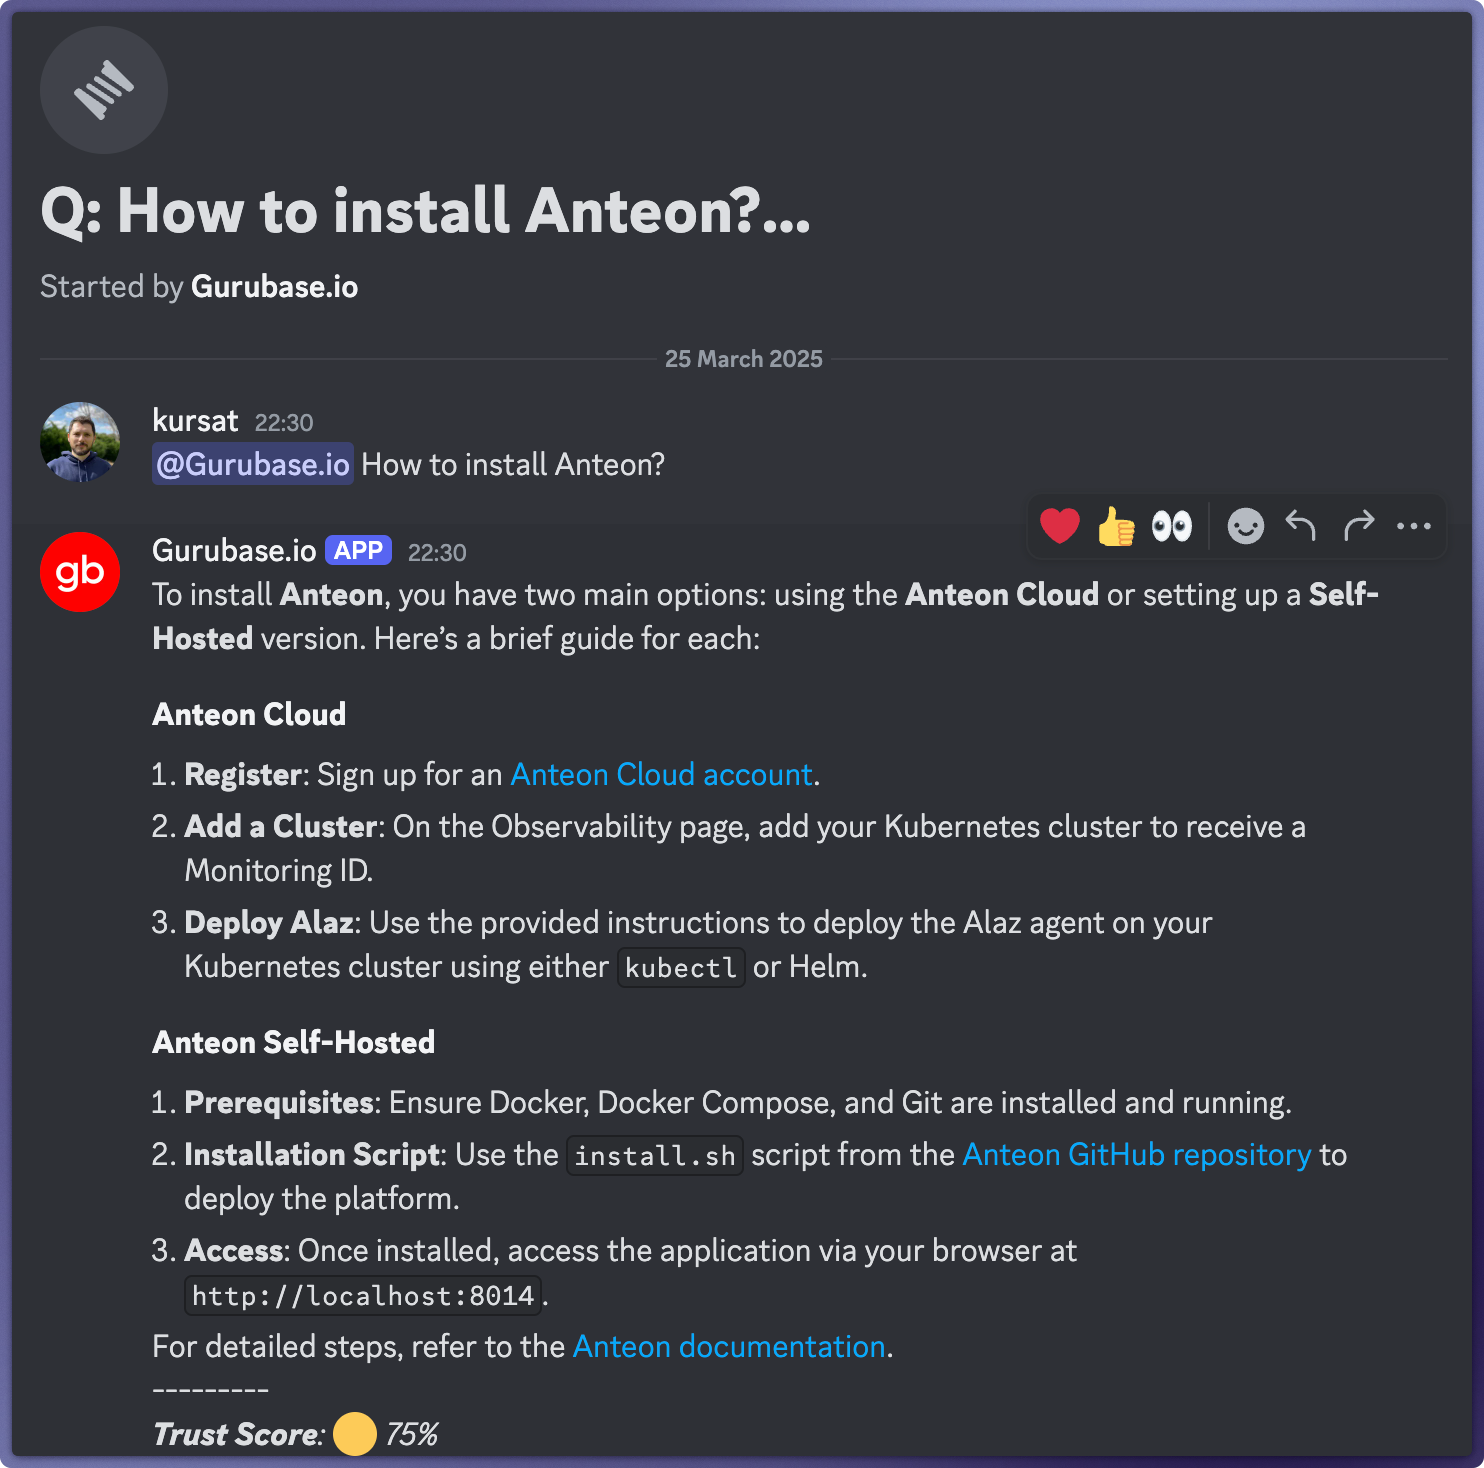 Q: How to install Anteon?...
Started by Gurubase.io
25 March 2025
kursat 22:30
@Gurubase.io How to install Anteon?
gb
Gurubase.io APP 22:30
To install Anteon, you have two main options: using the Anteon Cloud or setting up a Self-
Hosted version. Here’s a brief guide for each:
Anteon Cloud
1. Register: Sign up for an Anteon Cloud account.
2. Add a Cluster: On the Observability page, add your Kubernetes cluster to receive a
Monitoring ID.
3. Deploy Alaz: Use the provided instructions to deploy the Alaz agent on your
Kubernetes cluster using either kubectl or Helm.
Anteon Self-Hosted
1. Prerequisites: Ensure Docker, Docker Compose, and Git are installed and running.
2. Installation Script: Use the install.sh script from the Anteon GitHub repository to
deploy the platform.
3. Access: Once installed, access the application via your browser at
http://localhost:8014.
For detailed steps, refer to the Anteon documentation.
---------
Trust Score: 75%